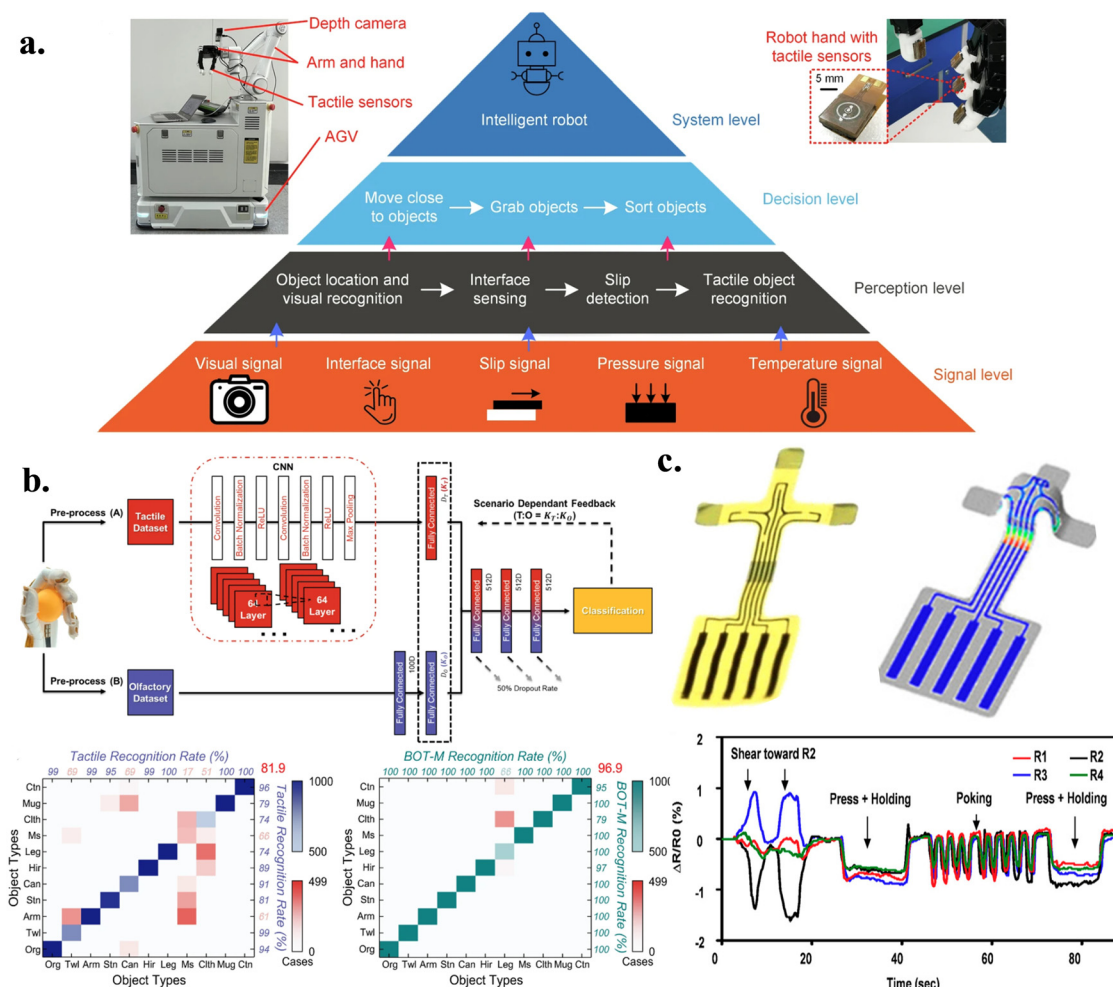 a.
Depth camera
Arm and hand
Tactile sensors
AGV
Robot hand with
tactile sensors
5 mm
Intelligent robot
System level
Move close
to objects
Grab objects
Sort objects
Decision level
Object location and
visual recognition
Interface
sensing
Slip
detection
Tactile object
recognition
Perception level
Visual signal
Interface signal
Slip signal
Pressure signal
Temperature signal
Signal level
b.
Pre-process (A)
Tactile
Dataset
CNN
Convolution
Batch Normalization
ReLU
Convolution
Batch Normalization
ReLU
Max Pooling
64
Layer
64
Layer
Fully Connected
D_T (K_T)
Scenario Dependant Feedback
(T:O = K_T:K_O)
Fully Connected
512D
Fully Connected
512D
Fully Connected
512D
Classification
50% Dropout Rate
Pre-process (B)
Olfactory
Dataset
Fully Connected
100D
Fully Connected
D_O (K_O)
Tactile Recognition Rate (%)
99 69 99 95 69 99 100 17 51 100 100
81.9
Ctn
Mug
Clth
Ms
Leg
Hir
Can
Stn
Arm
Twl
Org
Object Types
96
79
74
66
74
89
91
81
61
99
94
Tactile Recognition Rate (%)
1000
500
499
0
Cases
Org Twl Arm Stn Can Hir Leg Ms Clth Mug Ctn
Object Types
BOT-M Recognition Rate (%)
100 100 100 100 100 100 66 100 100 100 100
96.9
Ctn
Mug
Clth
Ms
Leg
Hir
Can
Stn
Arm
Twl
Org
Object Types
95
100
79
100
100
97
100
100
100
100
100
BOT-M Recognition Rate (%)
1000
500
499
0
Cases
Org Twl Arm Stn Can Hir Leg Ms Clth Mug Ctn
Object Types
c.
Shear toward R2
R1
R2
R3
R4
Press + Holding
Poking
Press + Holding
ΔR/R0 (%)
2
1
0
-1
-2
0
20
40
60
80
Time (sec)